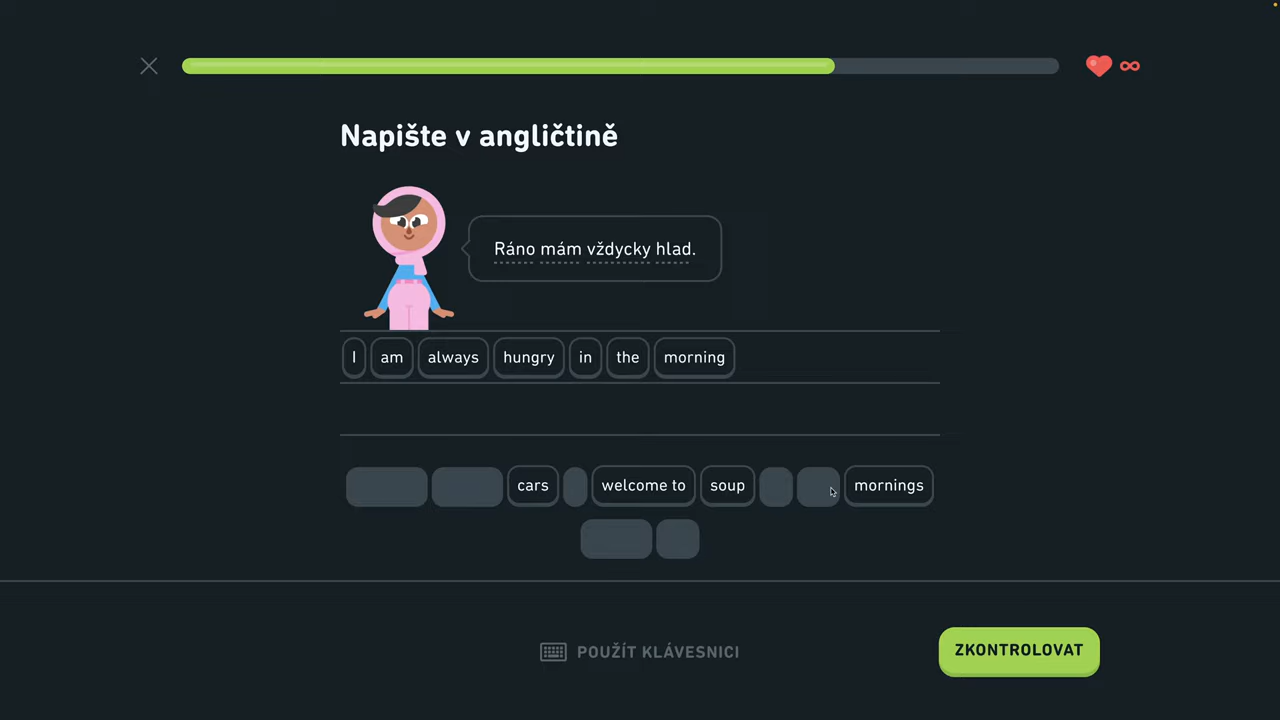 ∞
Napište v angličtině
Ráno mám vždycky hlad.
I am always hungry in the morning
cars welcome to soup mornings
POUŽÍT KLÁVESNICI
ZKONTROLOVAT